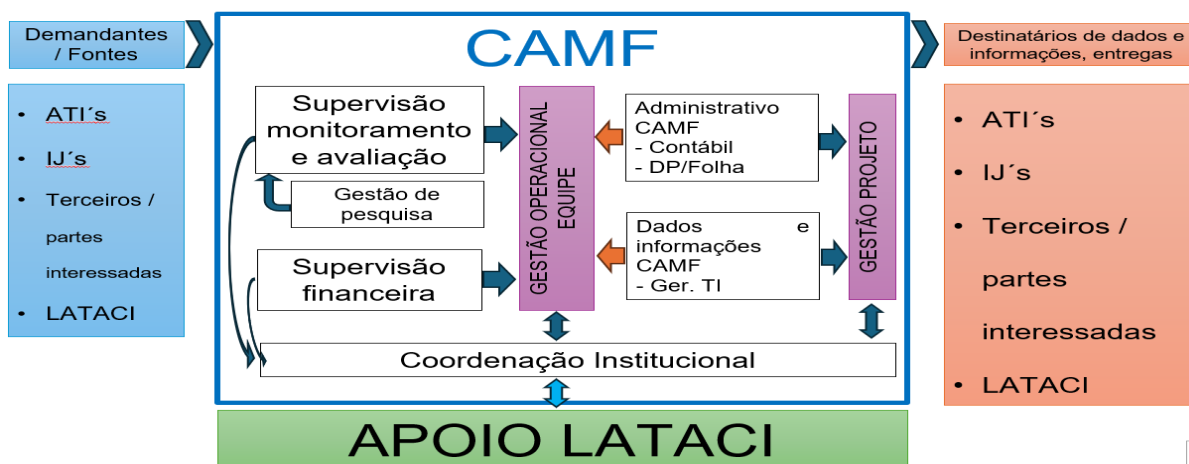 Demandantes
/ Fontes
• ATI´s
• IJ´s
• Terceiros /
partes
interessadas
• LATACI
CAMF
Supervisão
monitoramento
e avaliação
Gestão de
pesquisa
Supervisão
financeira
GESTÃO OPERACIONAL
EQUIPE
Administrativo
CAMF
- Contábil
- DP/Folha
Dados e
informações
CAMF
- Ger. TI
GESTÃO PROJETO
Coordenação Institucional
APOIO LATACI
Destinatários de dados e
informações, entregas
• ATI´s
• IJ´s
• Terceiros /
partes
interessadas
• LATACI